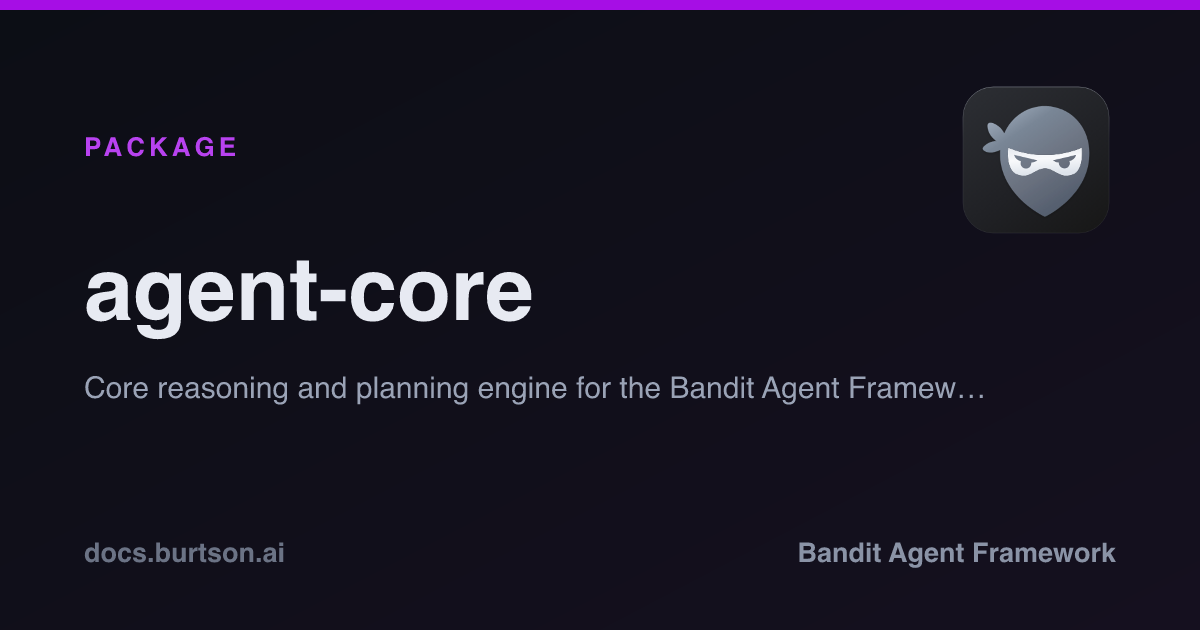 PACKAGE
agent-core
Core reasoning and planning engine for the Bandit Agent Framew…
docs.burtson.ai
Bandit Agent Framework